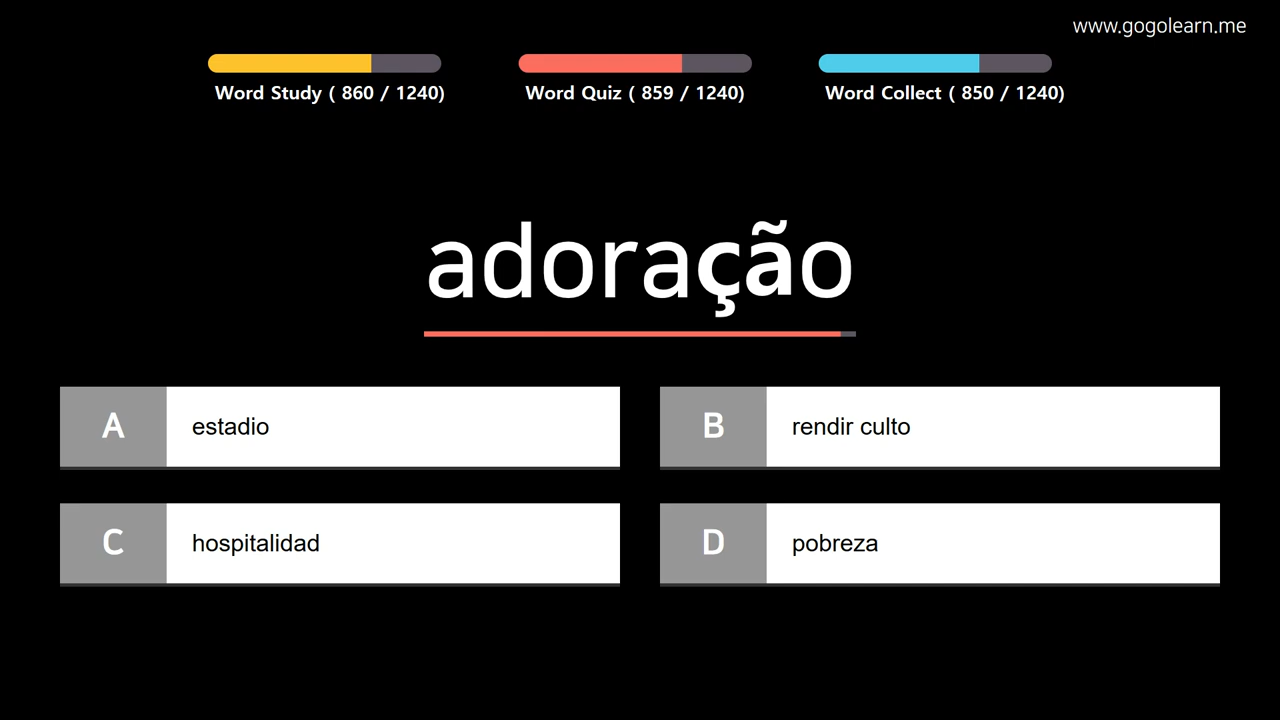 www.gogolearn.me
Word Study ( 860 / 1240)
Word Quiz ( 859 / 1240)
Word Collect ( 850 / 1240)
adoração
A estadio
B rendir culto
C hospitalidad
D pobreza